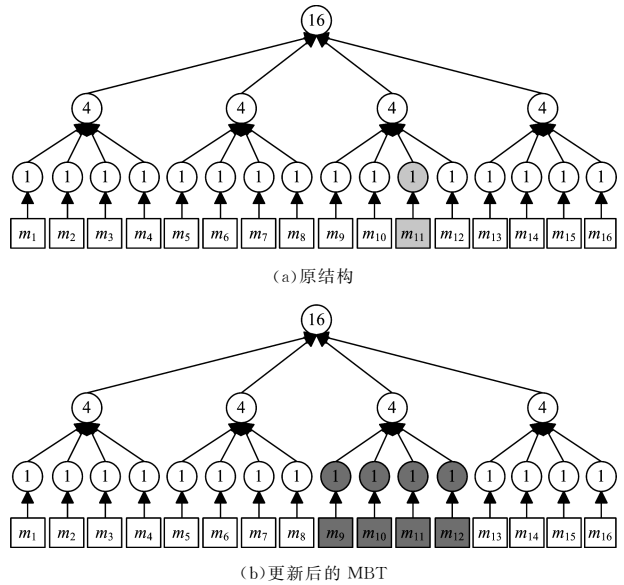 16
4 4 4 4
1 1 1 1 1 1 1 1 1 1 1 1 1 1 1 1
m₁ m₂ m₃ m₄ m₅ m₆ m₇ m₈ m₉ m₁₀ m₁₁ m₁₂ m₁₃ m₁₄ m₁₅ m₁₆
(a)原结构
16
4 4 4 4
1 1 1 1 1 1 1 1 1 1 1 1 1 1 1 1
m₁ m₂ m₃ m₄ m₅ m₆ m₇ m₈ m₉ m₁₀ m₁₁ m₁₂ m₁₃ m₁₄ m₁₅ m₁₆
(b)更新后的 MBT